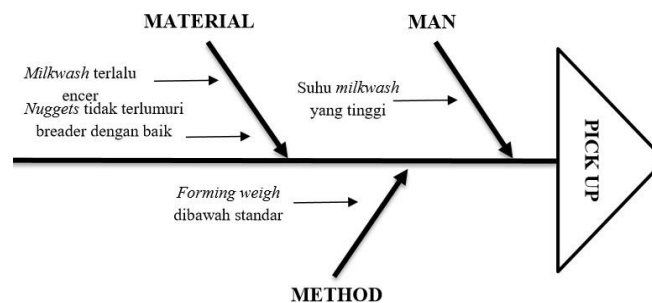 MATERIAL
MAN
Milkwash terlalu
encer
Nuggets tidak terlumuri
breader dengan baik
Suhu milkwash
yang tinggi
PICK UP
Forming weigh
dibawah standar
METHOD